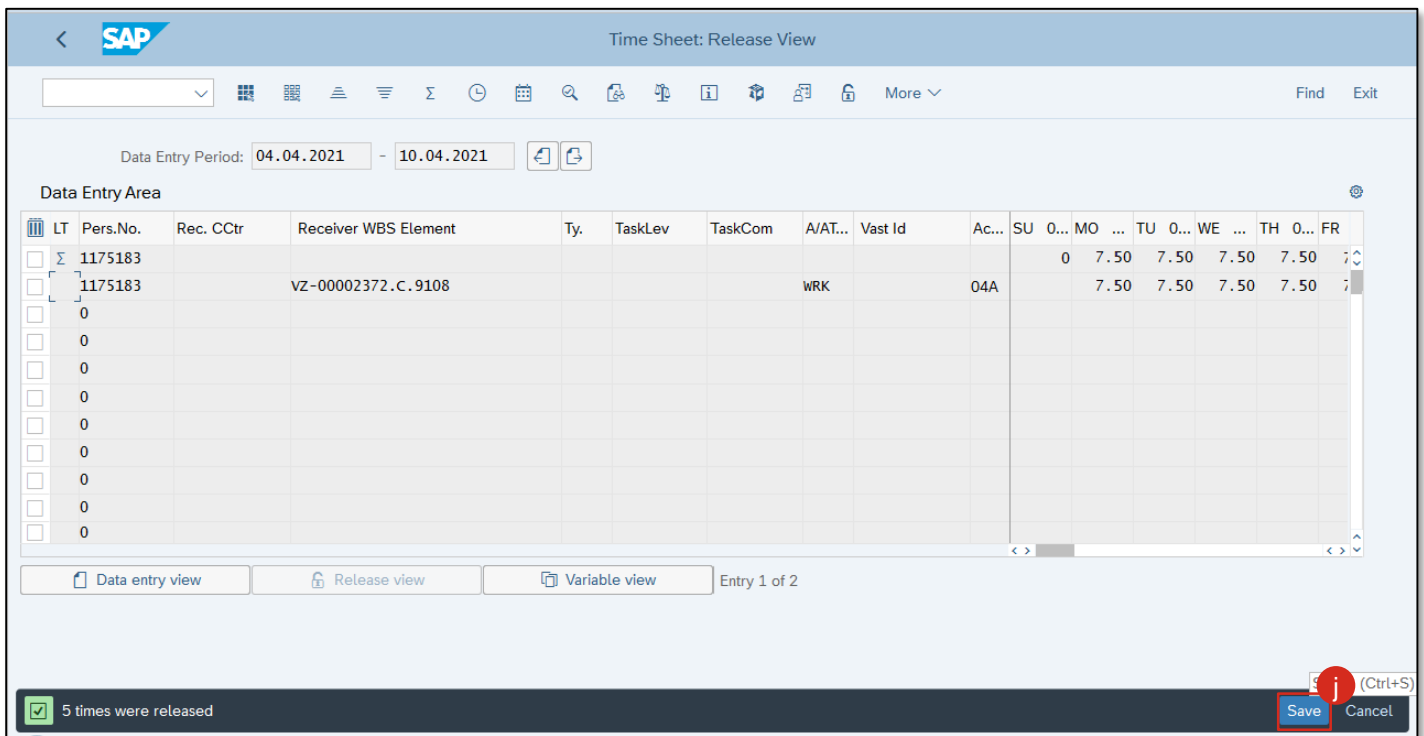 SAP Time Sheet: Release View
More Find Exit
Data Entry Period: 04.04.2021 - 10.04.2021
Data Entry Area
LT Pers.No. Rec. CCtr Receiver WBS Element Ty. TaskLev TaskCom A/AT... Vast Id Ac... SU 0... MO ... TU 0... WE ... TH 0... FR
Σ 1175183 0 7.50 7.50 7.50 7.50 7
1175183 VZ-00002372.C.9108 WRK 04A 7.50 7.50 7.50 7.50 7
0
0
0
0
0
0
0
0
0
Data entry view Release view Variable view Entry 1 of 2
j (Ctrl+S)
5 times were released Save Cancel